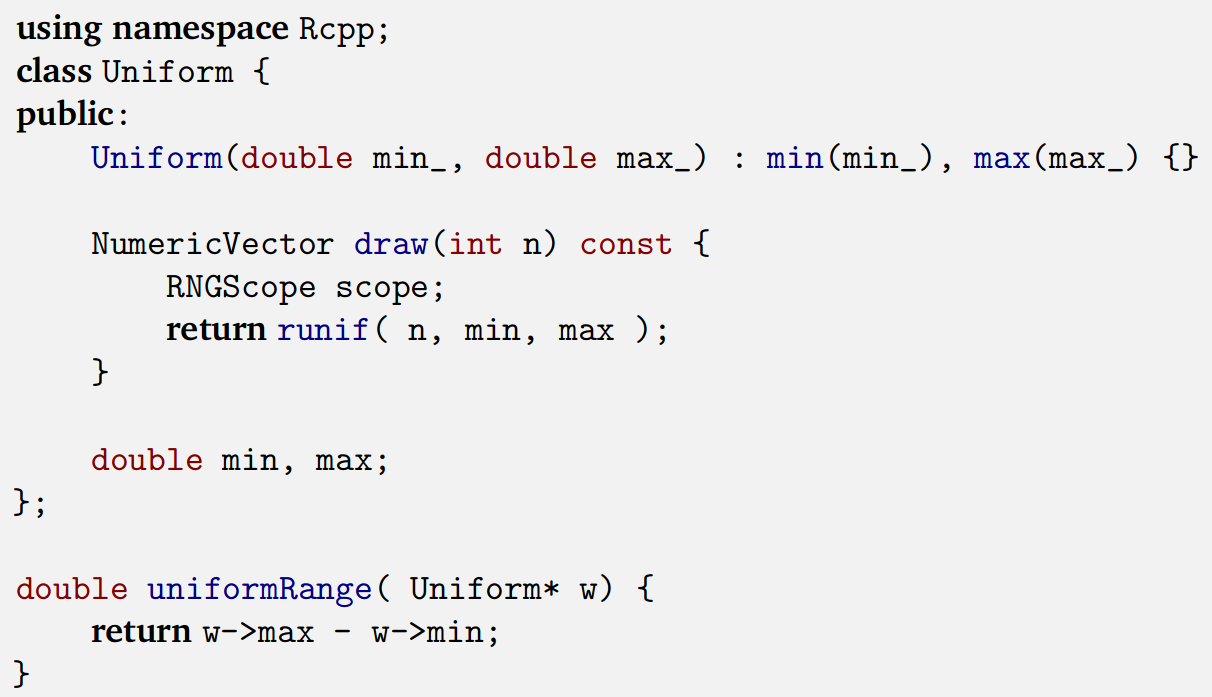 using namespace Rcpp;
class Uniform {
public:
    Uniform(double min_, double max_) : min(min_), max(max_) {}

    NumericVector draw(int n) const {
        RNGScope scope;
        return runif( n, min, max );
    }

    double min, max;
};

double uniformRange( Uniform* w) {
    return w->max - w->min;
}